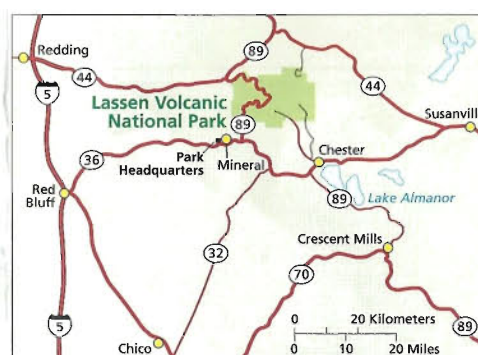 Redding
89
44
5
44
Lassen Volcanic
National Park
Susanvill
89
36
Park
Headquarters
Mineral
Chester
Red
Bluff
89
Lake Almanor
32
Crescent Mills
70
5
0 20 Kilometers
89
Chico
0 20 Miles